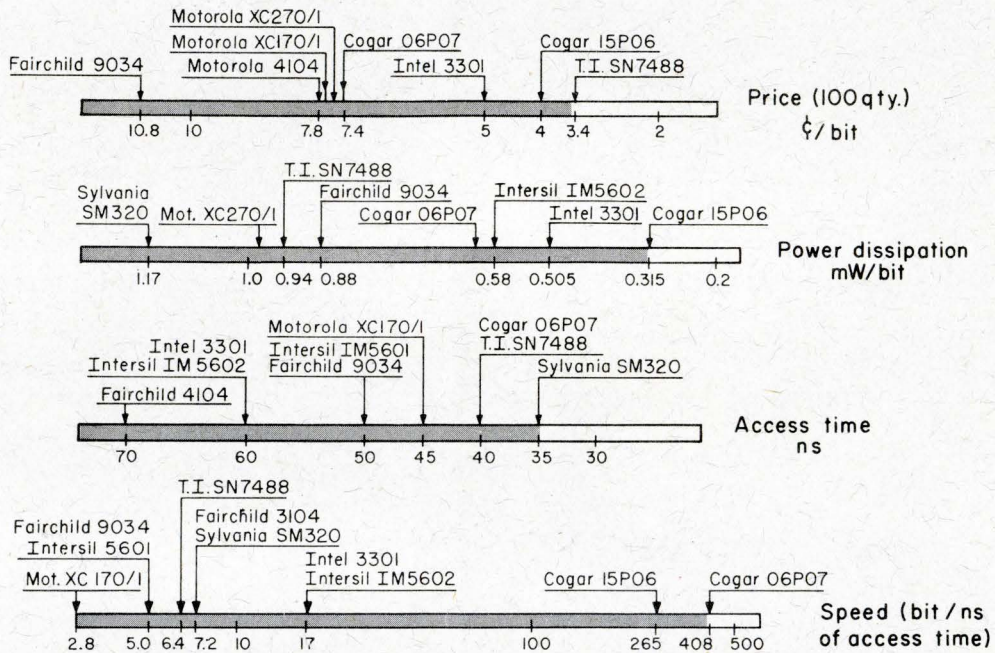 Motorola XC270/1
Motorola XC170/1
Cogar 06P07
Cogar 15P06
Fairchild 9034
Motorola 4104
Intel 3301
T.I.SN7488
10.8 10 7.8 7.4 5 4 3.4 2
Price (100 qty.)
¢/bit
T.I.SN7488
Sylvania
SM320
Mot. XC270/1
Fairchild 9034
Cogar 06P07
Intersil IM5602
Intel 3301
Cogar 15P06
1.17 1.0 0.94 0.88 0.58 0.505 0.315 0.2
Power dissipation
mW/bit
Motorola XC170/1
Cogar 06P07
Intel 3301
Intersil IM5601
T.I.SN7488
Intersil IM 5602
Fairchild 9034
Sylvania SM320
Fairchild 4104
70 60 50 45 40 35 30
Access time
ns
T.I.SN7488
Fairchild 9034
Fairchild 3104
Intersil 5601
Sylvania SM320
Intel 3301
Mot. XC 170/1
Intersil IM5602
Cogar 15P06
Cogar 06P07
2.8 5.0 6.4 7.2 10 17 100 265 408 500
Speed (bit/ns
of access time)